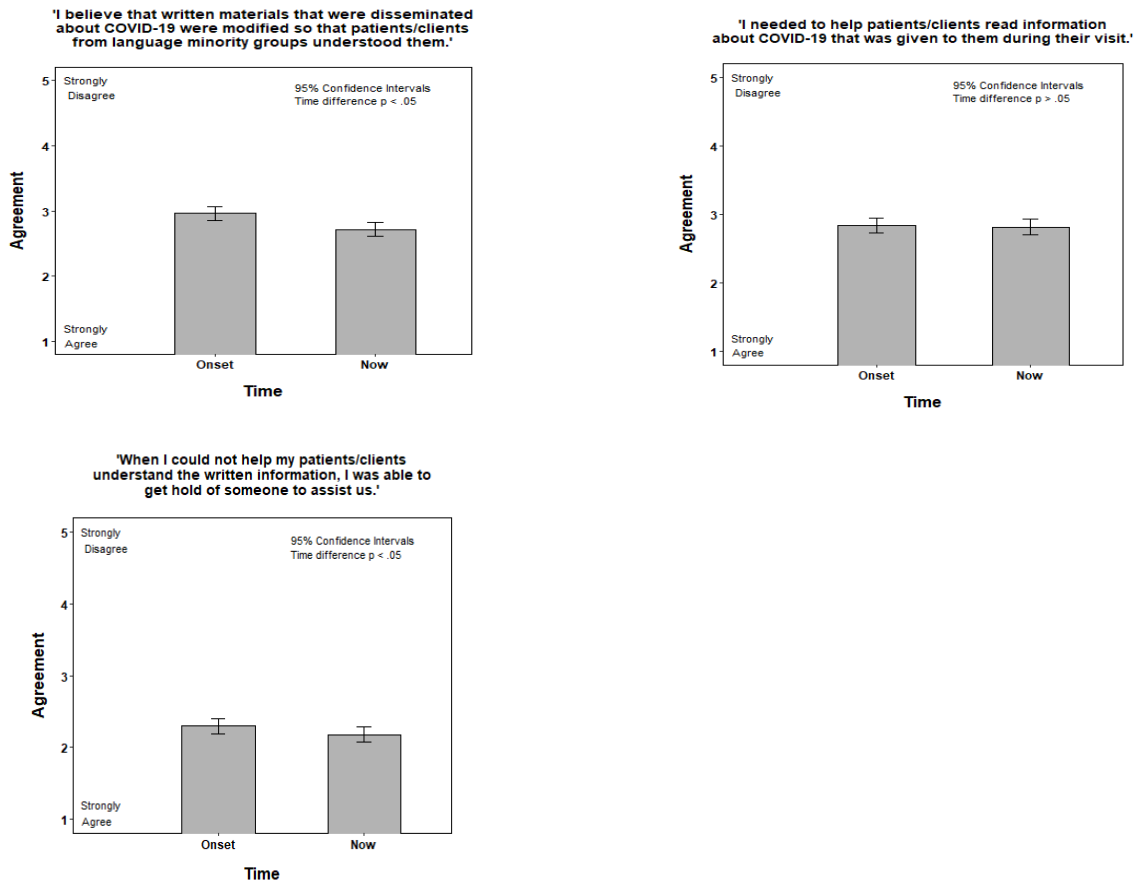 'I believe that written materials that were disseminated
about COVID-19 were modified so that patients/clients
from language minority groups understood them.'
5
Strongly
Disagree
95% Confidence Intervals
Time difference p < .05
4
3
2
1
Strongly
Agree
Agreement
Onset
Now
Time
'I needed to help patients/clients read information
about COVID-19 that was given to them during their visit.'
5
Strongly
Disagree
95% Confidence Intervals
Time difference p > .05
4
3
2
1
Strongly
Agree
Agreement
Onset
Now
Time
'When I could not help my patients/clients
understand the written information, I was able to
get hold of someone to assist us.'
5
Strongly
Disagree
95% Confidence Intervals
Time difference p < .05
4
3
2
1
Strongly
Agree
Agreement
Onset
Now
Time